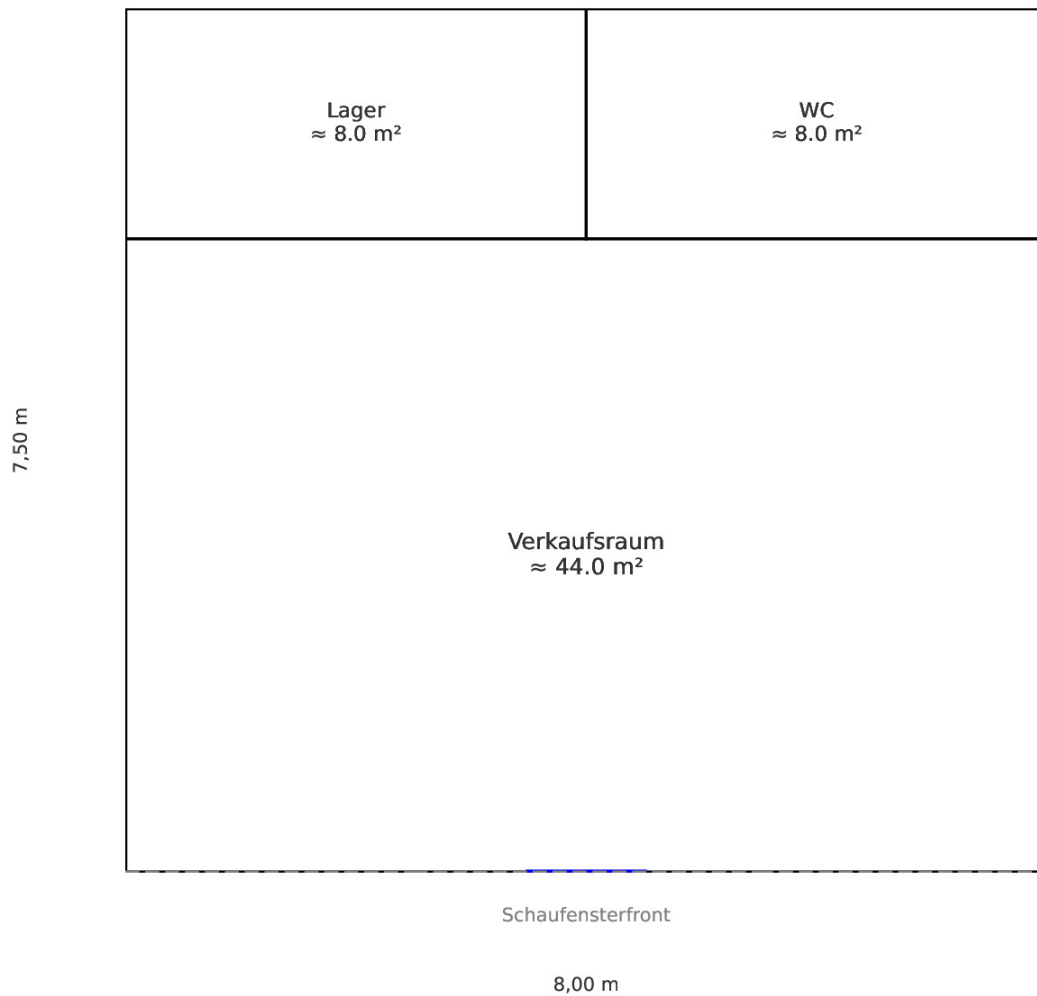 Lager
≈ 8.0 m²
WC
≈ 8.0 m²
7,50 m
Verkaufsraum
≈ 44.0 m²
Schaufensterfront
8,00 m